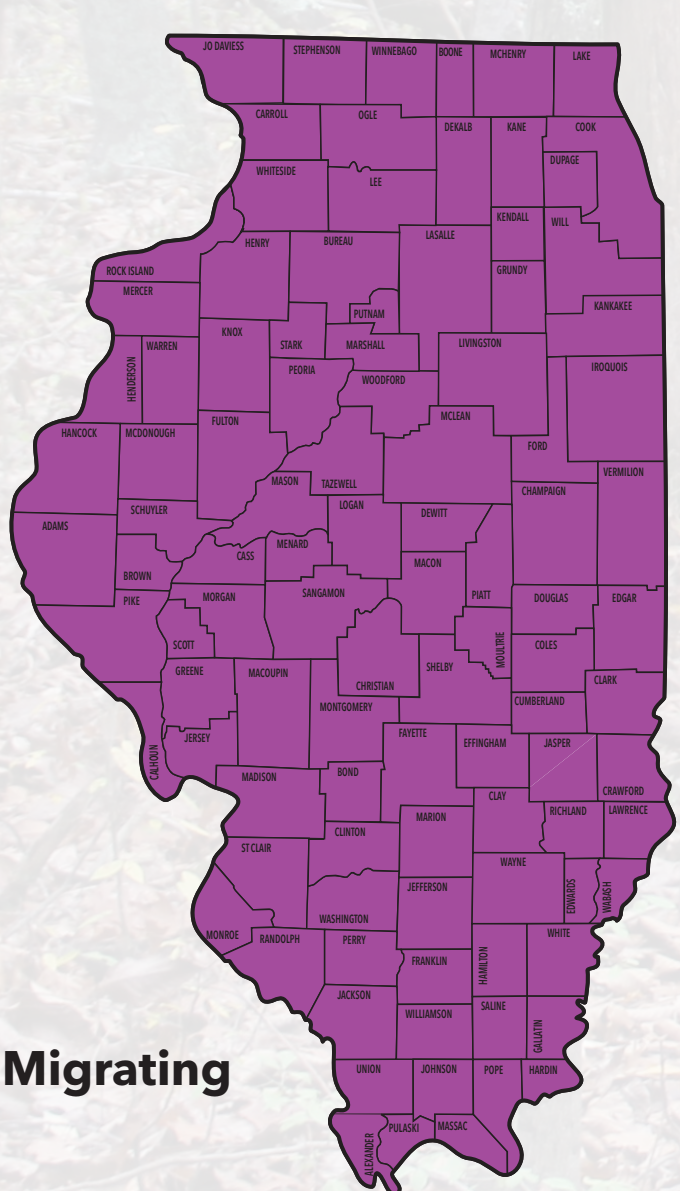 JO DAVIESS
STEPHENSON
WINNEBAGO
BOONE
MCHENRY
LAKE
CARROLL
OGLE
DEKALB
KANE
COOK
DUPAGE
WHITESIDE
LEE
KENDALL
WILL
HENRY
BUREAU
LASALLE
ROCK ISLAND
GRUNDY
MERCER
PUTNAM
KANKAKEE
KNOX
STARK
MARSHALL
LIVINGSTON
WARREN
HENDERSON
PEORIA
WOODFORD
IROQUOIS
FULTON
MCLEAN
HANCOCK
MCDONOUGH
FORD
MASON
TAZEWELL
VERMILION
CHAMPAIGN
SCHUYLER
LOGAN
DEWITT
ADAMS
MENARD
CASS
MACON
BROWN
SANGAMON
PIATT
PIKE
MORGAN
DOUGLAS
EDGAR
SCOTT
MOULTRIE
COLES
GREENE
MACOUPIN
SHELBY
CHRISTIAN
CLARK
MONTGOMERY
CUMBERLAND
JERSEY
FAYETTE
EFFINGHAM
JASPER
CALHOUN
MADISON
BOND
CRAWFORD
CLAY
MARION
RICHLAND
LAWRENCE
CLINTON
ST CLAIR
WAYNE
JEFFERSON
EDWARDS
WABASH
WASHINGTON
MONROE
RANDOLPH
PERRY
WHITE
FRANKLIN
HAMILTON
JACKSON
WILLIAMSON
SALINE
GALLATIN
Migrating
UNION
JOHNSON
POPE
HARDIN
PULASKI
MASSAC
ALEXANDER